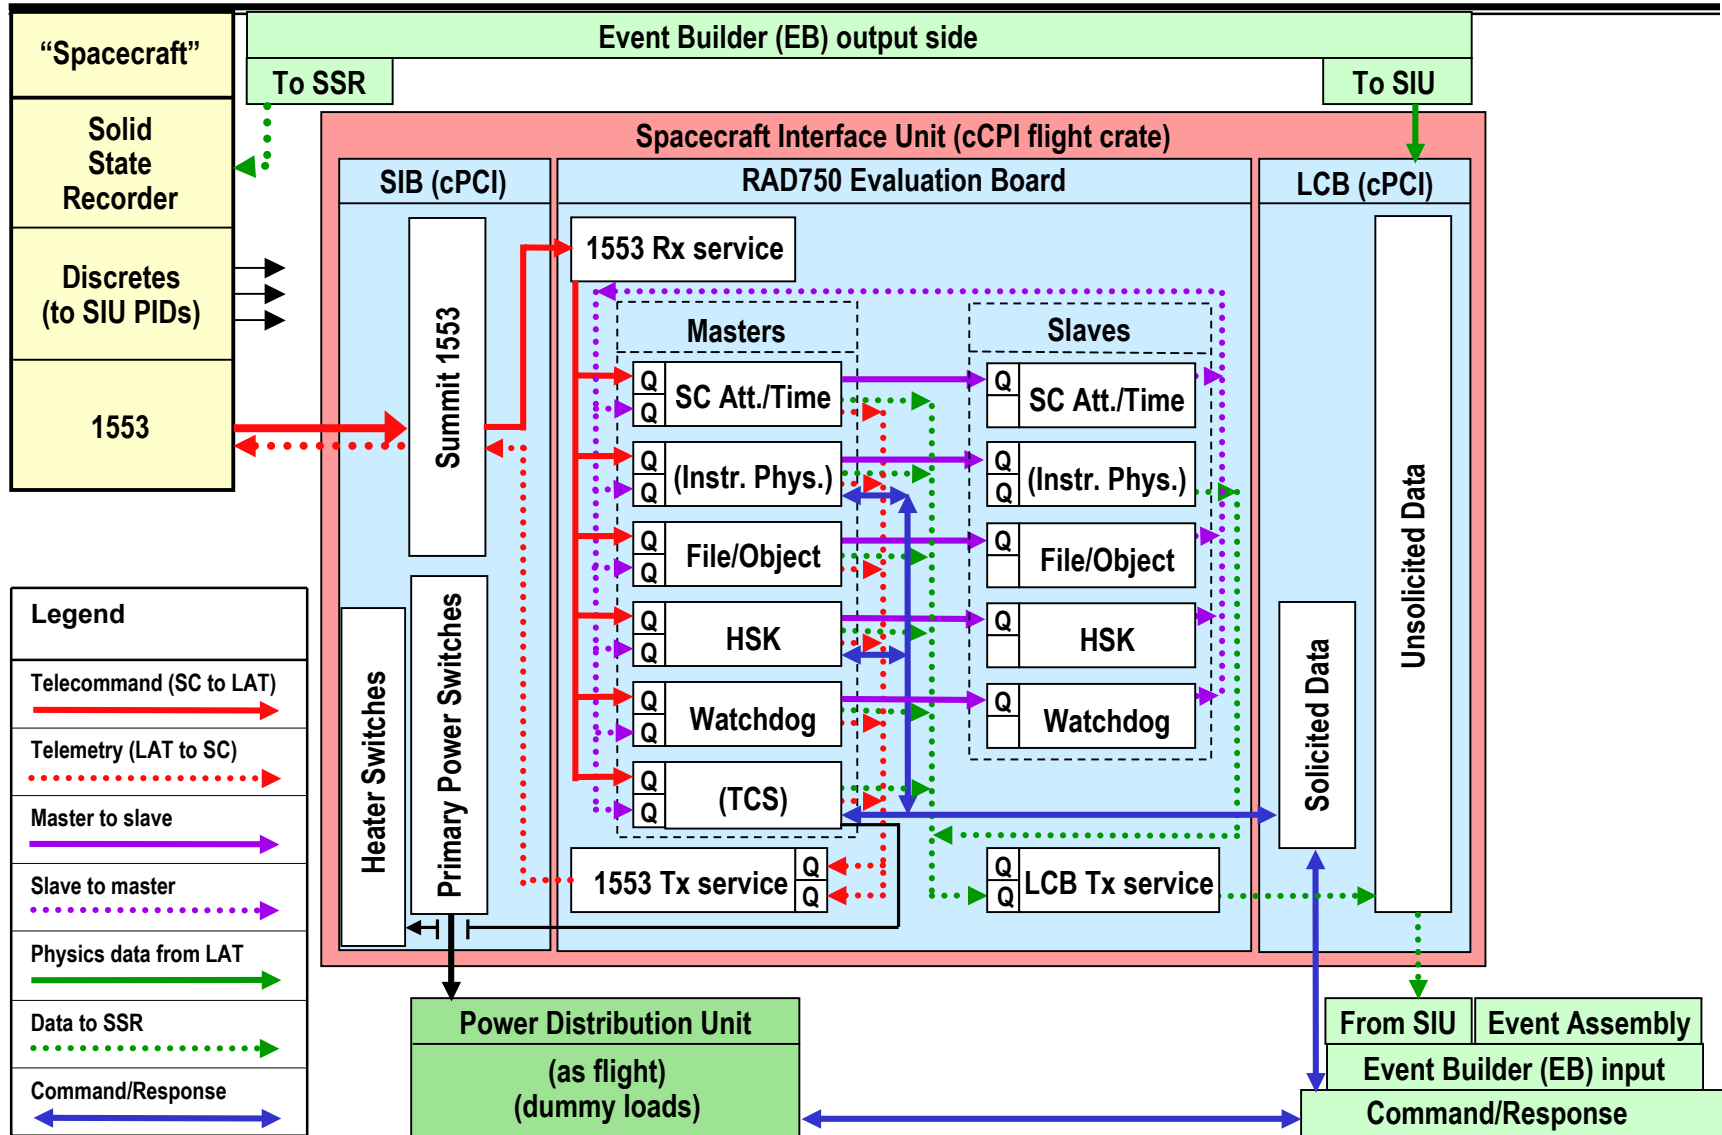 “Spacecraft”
Solid
State
Recorder
Discretes
(to SIU PIDs)
1553
Event Builder (EB) output side
To SSR
To SIU
Spacecraft Interface Unit (cCPI flight crate)
SIB (cPCI)
RAD750 Evaluation Board
LCB (cPCI)
Summit 1553
1553 Rx service
Masters
Slaves
Q
Q
SC Att./Time
Q
SC Att./Time
Q
Q
(Instr. Phys.)
Q
Q
(Instr. Phys.)
Q
Q
File/Object
Q
File/Object
Q
Q
HSK
Q
HSK
Q
Q
Watchdog
Q
Watchdog
Q
Q
(TCS)
1553 Tx service
Q
Q
Q
Q
LCB Tx service
Heater Switches
Primary Power Switches
Solicited Data
Unsolicited Data
Legend
Telecommand (SC to LAT)
Telemetry (LAT to SC)
Master to slave
Slave to master
Physics data from LAT
Data to SSR
Command/Response
Power Distribution Unit
(as flight)
(dummy loads)
From SIU
Event Assembly
Event Builder (EB) input
Command/Response